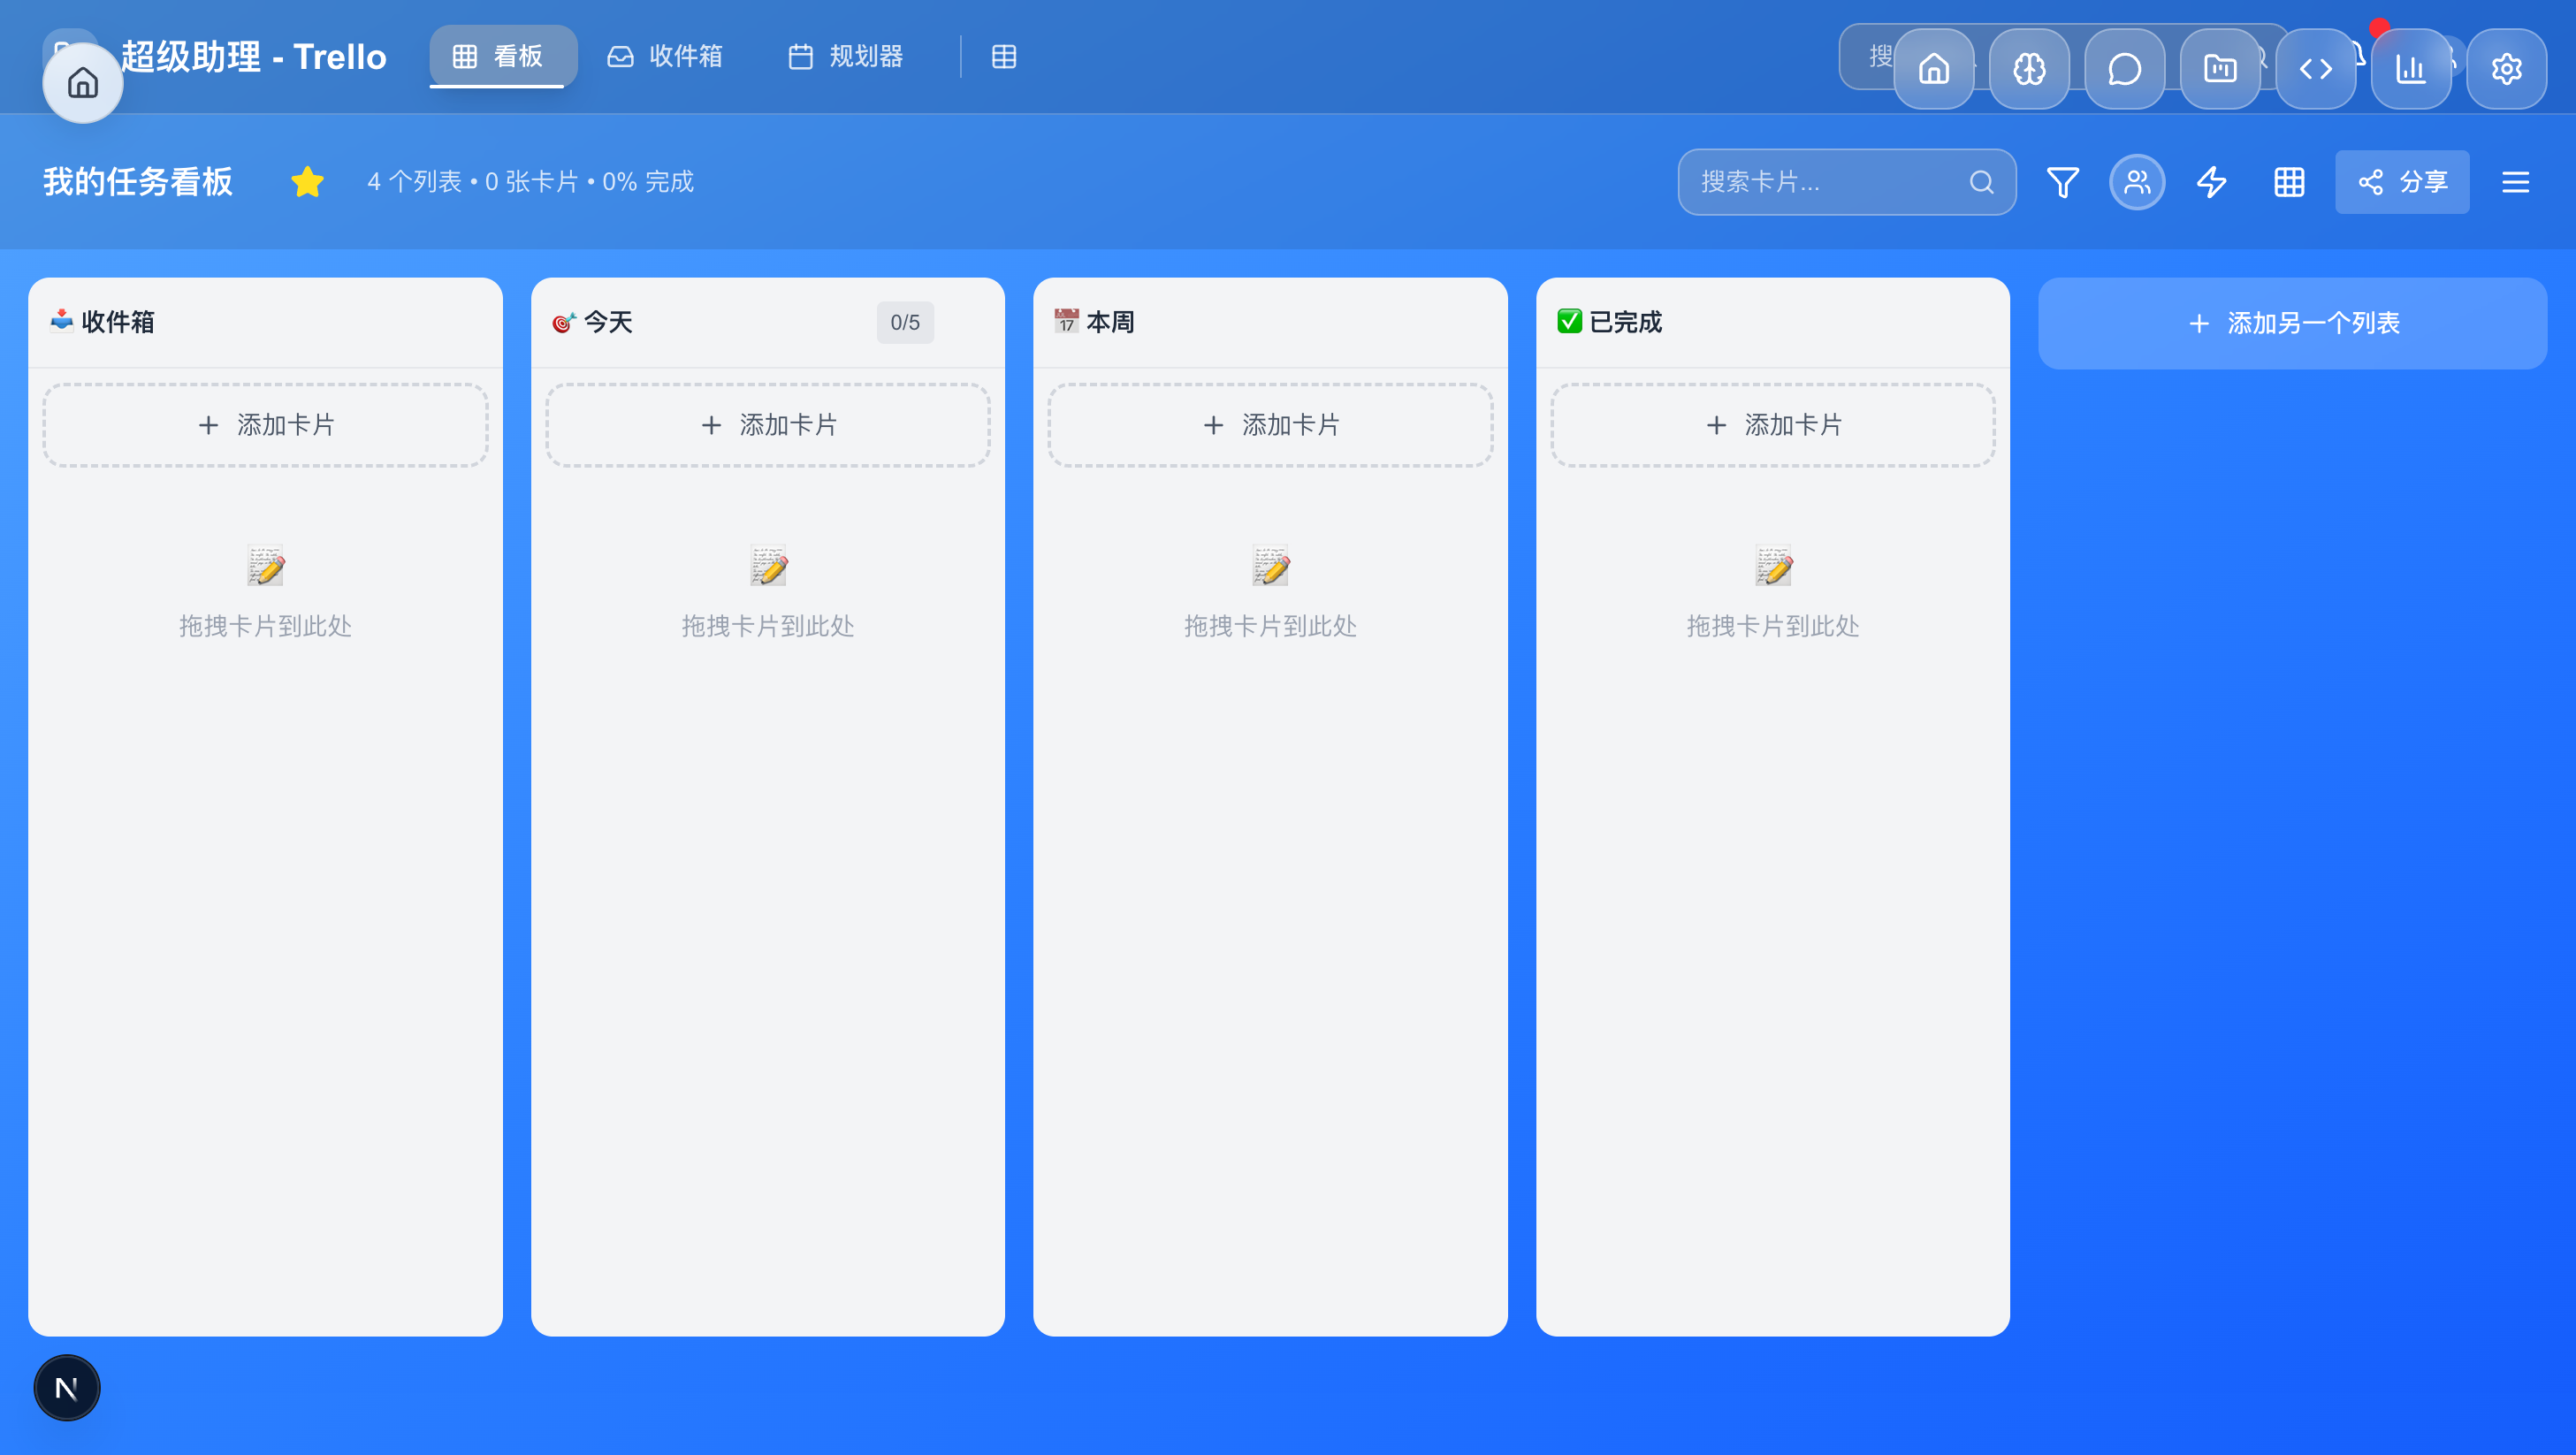 超级助理 - Trello
看板
收件箱
规划器
搜
我的任务看板
4 个列表 • 0 张卡片 • 0% 完成
搜索卡片...
分享
收件箱
今天
0/5
本周
已完成
添加另一个列表
添加卡片
添加卡片
添加卡片
添加卡片
拖拽卡片到此处
拖拽卡片到此处
拖拽卡片到此处
拖拽卡片到此处
N